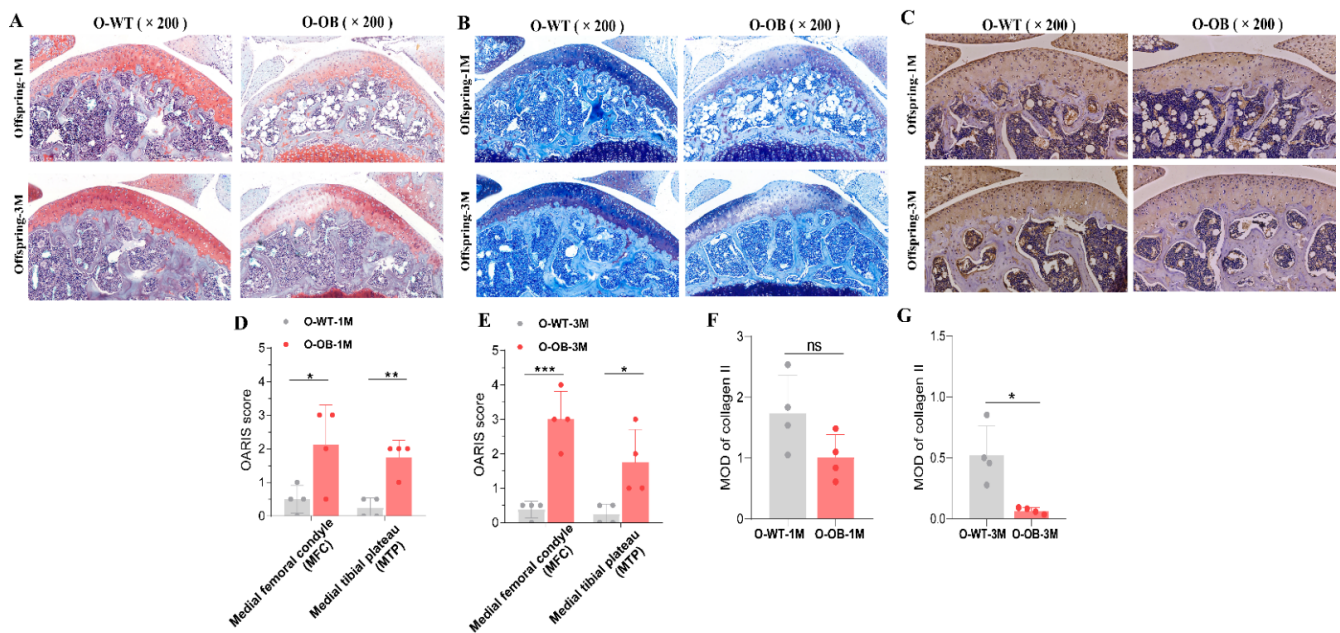 A
O-WT ( × 200)
O-OB ( × 200)
Offspring-1M
Offspring-3M
B
O-WT ( × 200)
O-OB ( × 200)
Offspring-1M
Offspring-3M
C
O-WT ( × 200)
O-OB ( × 200)
Offspring-1M
Offspring-3M
D
O-WT-1M
O-OB-1M
OARIS score
5
4
3
2
1
0
*
**
Medial femoral condyle
(MFC)
Medial tibial plateau
(MTP)
E
O-WT-3M
O-OB-3M
OARIS score
5
4
3
2
1
0
***
*
Medial femoral condyle
(MFC)
Medial tibial plateau
(MTP)
F
MOD of collagen II
3
2
1
0
ns
O-WT-1M
O-OB-1M
G
MOD of collagen II
1.5
1.0
0.5
0.0
*
O-WT-3M
O-OB-3M